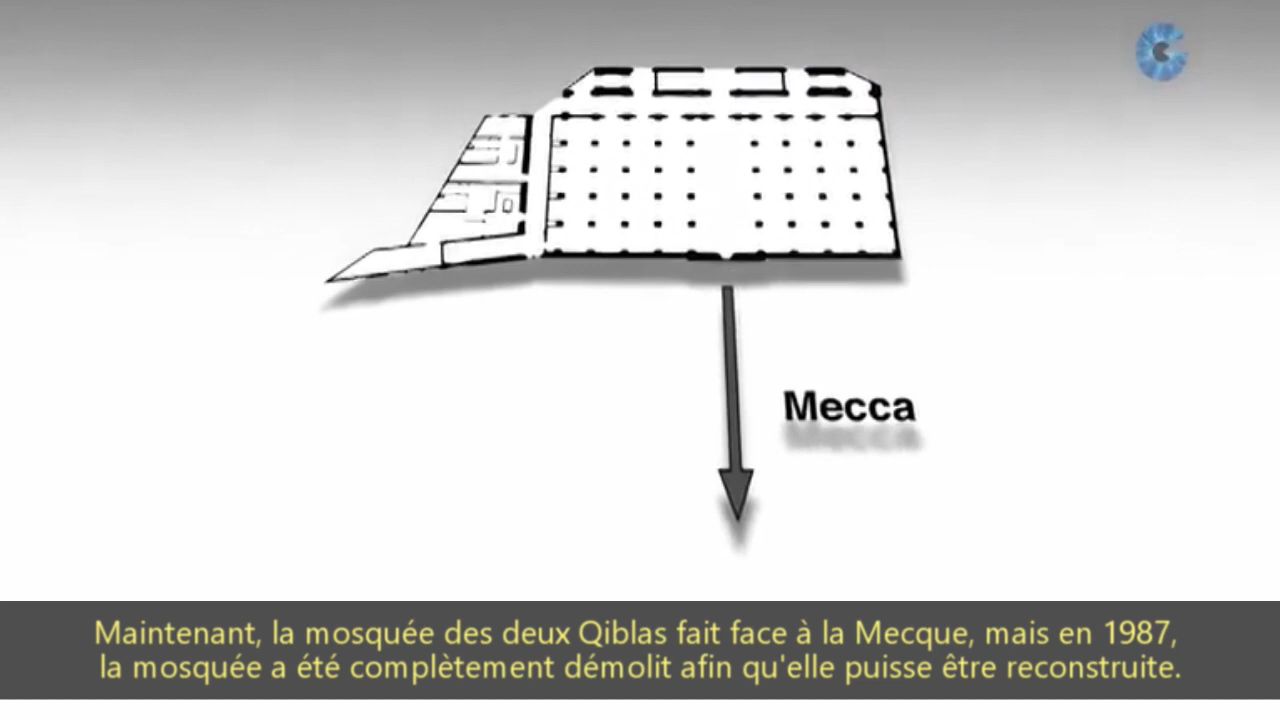 Mecca
Maintenant, la mosquée des deux Qiblas fait face à la Mecque, mais en 1987,
la mosquée a été complètement démolit afin qu'elle puisse être reconstruite.